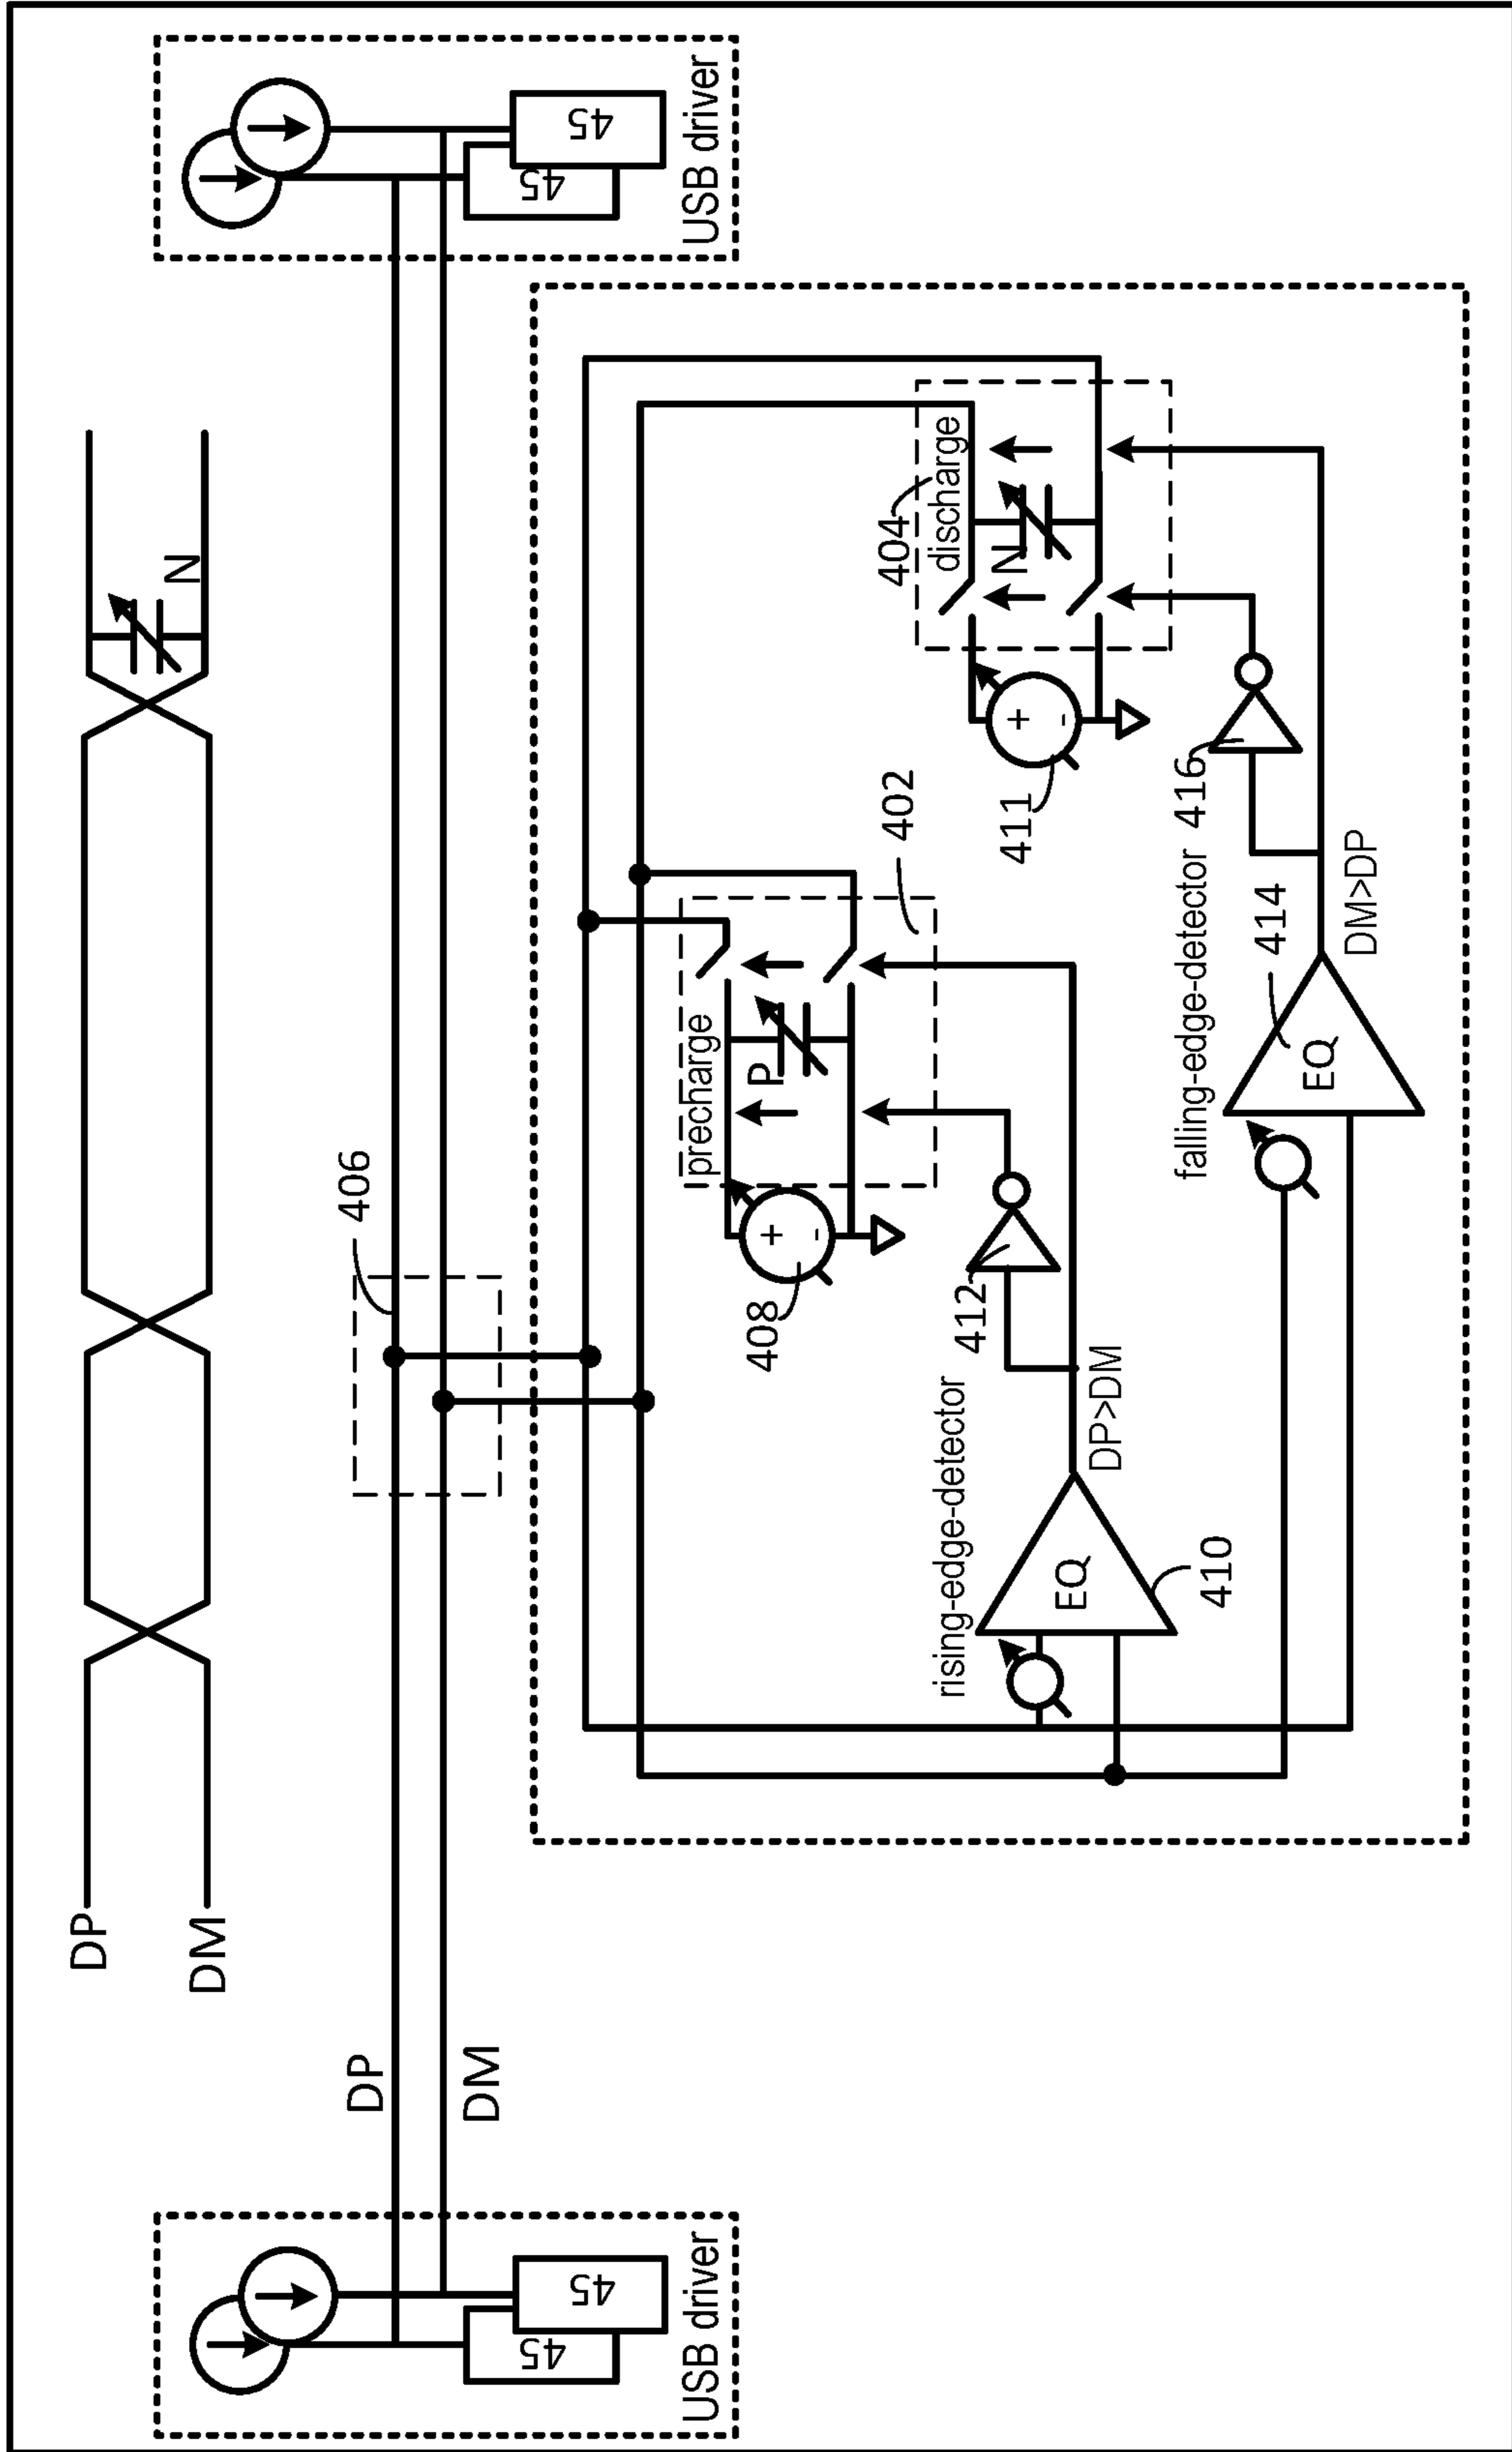 DP
DM
N
USB driver
45
45
DP
DM
406
USB driver
45
45
precharge
P
408
402
404
discharge
N
411
rising-edge-detector
EQ
410
DP>DM
412
falling-edge-detector
EQ
414
DM>DP
416
+
-
+
-